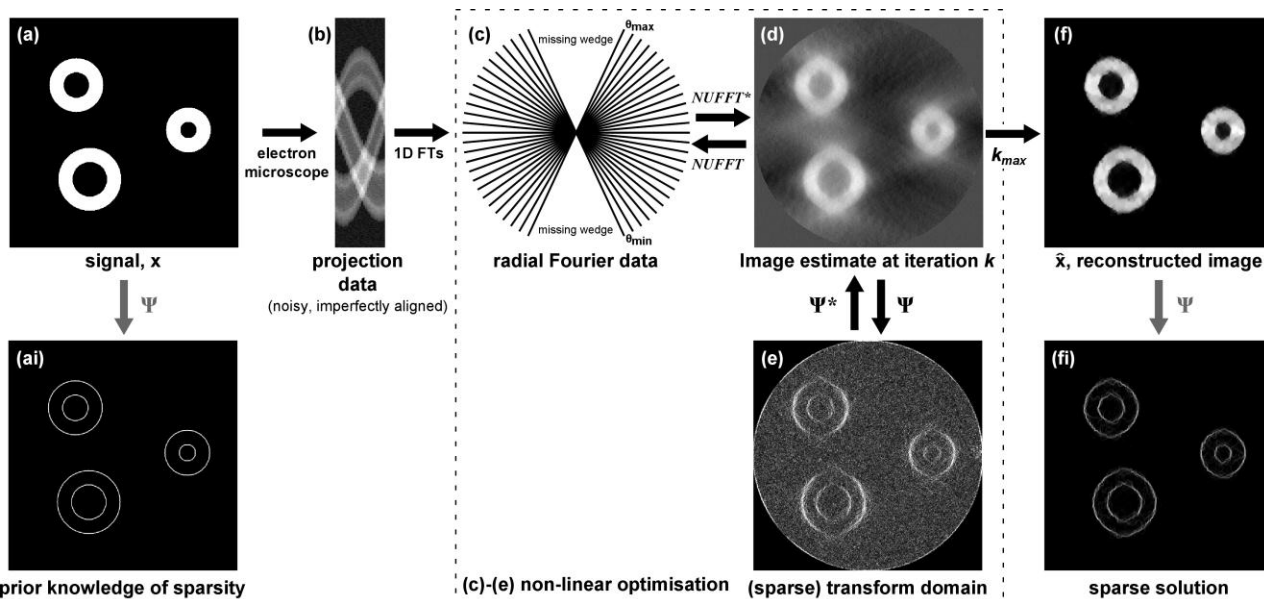 (a)
(b)
(c)
missing wedge
θmax
(d)
(f)
NUFFT*
electron
microscope
1D FTs
NUFFT
kmax
missing wedge
θmin
signal, x
projection
data
(noisy, imperfectly aligned)
radial Fourier data
Image estimate at iteration k
x̂, reconstructed image
Ψ
Ψ*
Ψ
Ψ
(ai)
(e)
(fi)
prior knowledge of sparsity
(c)-(e) non-linear optimisation
(sparse) transform domain
sparse solution